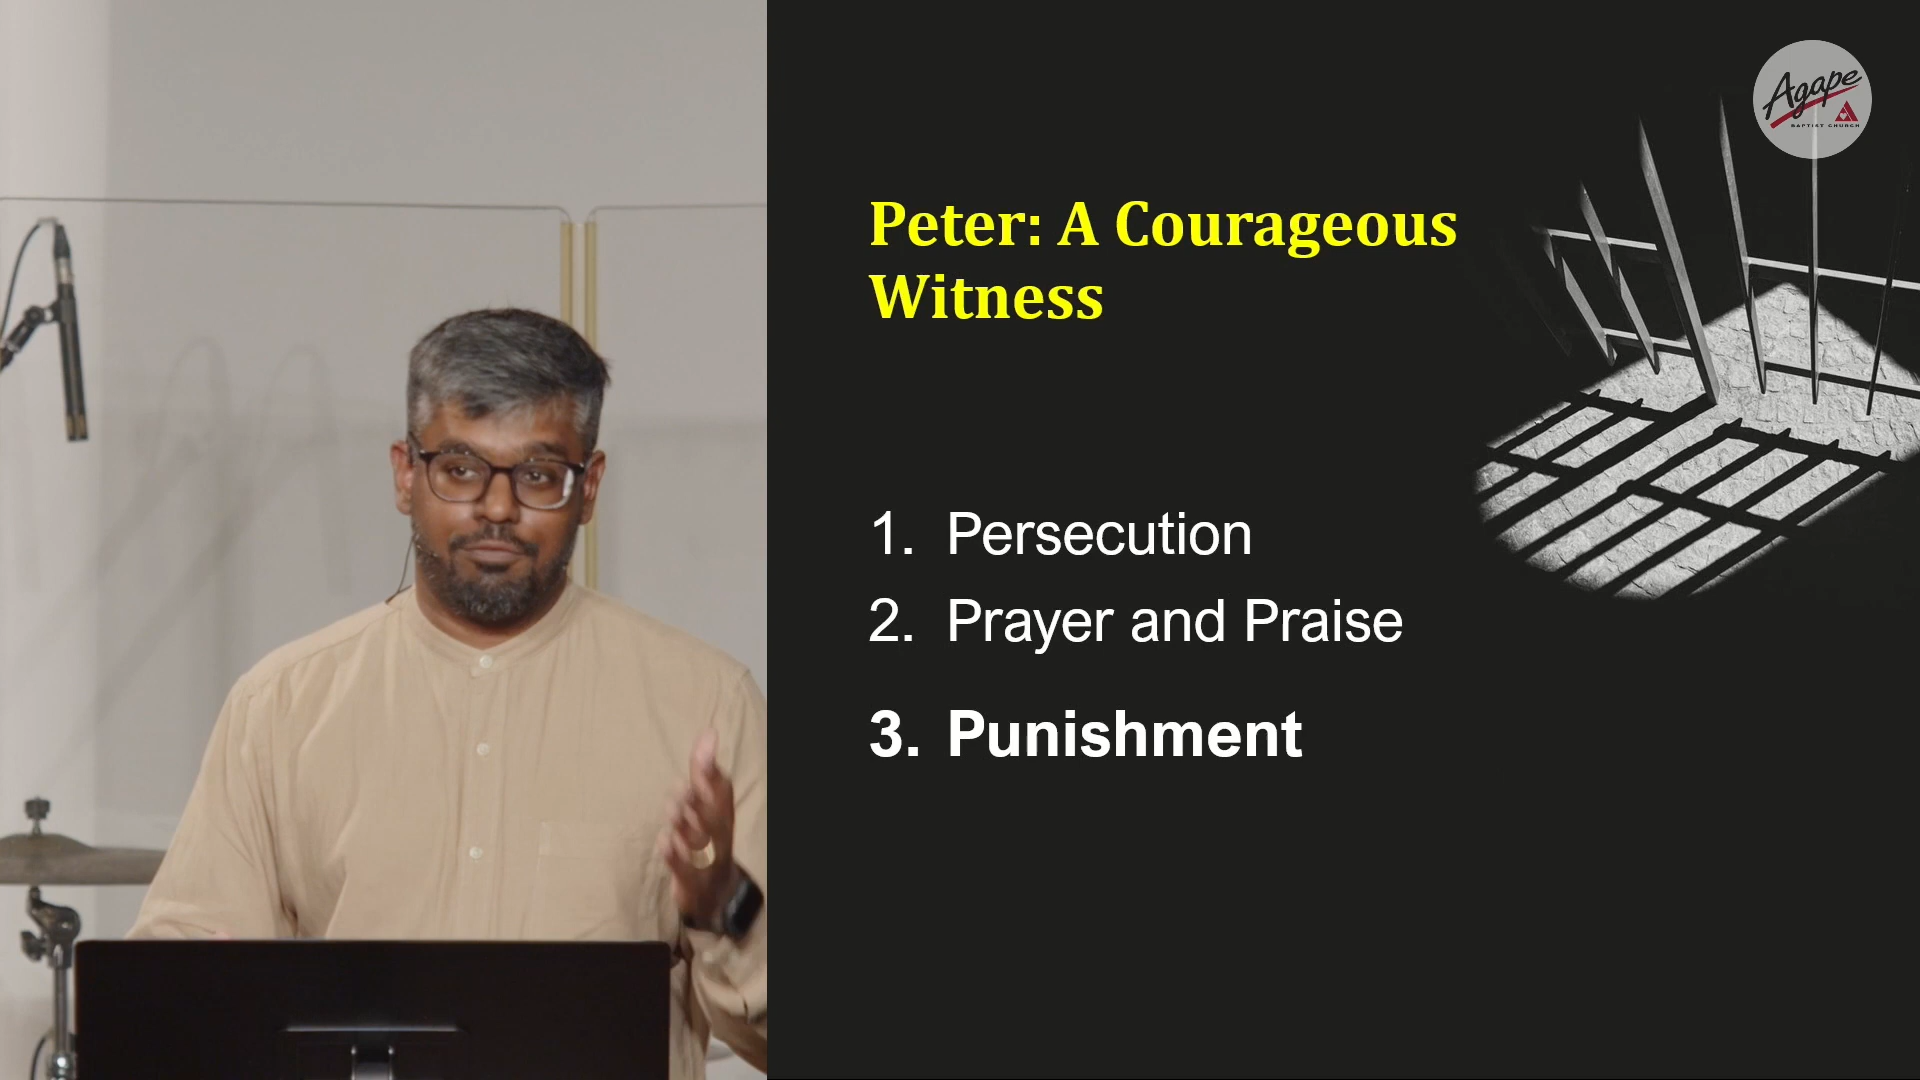 Agape
BAPTIST CHURCH
Peter: A Courageous
Witness
1. Persecution
2. Prayer and Praise
3. Punishment